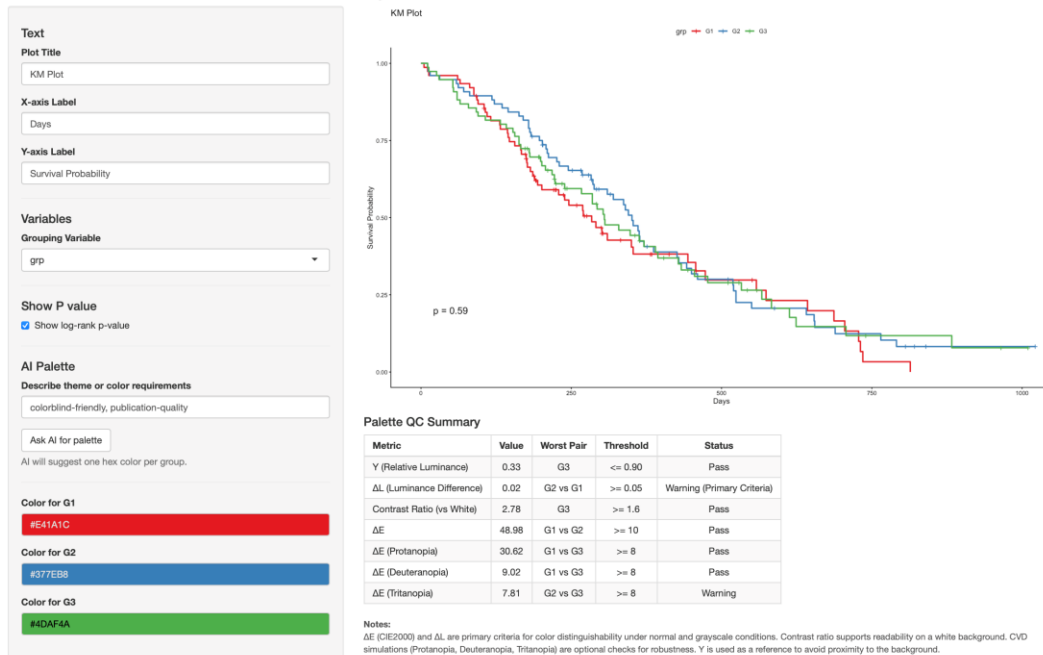 Text
Plot Title
KM Plot
X-axis Label
Days
Y-axis Label
Survival Probability
Variables
Grouping Variable
grp
Show P value
Show log-rank p-value
AI Palette
Describe theme or color requirements
colorblind-friendly, publication-quality
Ask AI for palette
AI will suggest one hex color per group.
Color for G1
#E41A1C
Color for G2
#377EB8
Color for G3
#4DAF4A
KM Plot
grp G1 G2 G3
1.00
0.75
0.50
0.25
0.00
Survival Probability
p = 0.59
0 250 500 750 1000
Days
Palette QC Summary
Metric Value Worst Pair Threshold Status
Y (Relative Luminance) 0.33 G3 <= 0.90 Pass
ΔL (Luminance Difference) 0.02 G2 vs G1 >= 0.05 Warning (Primary Criteria)
Contrast Ratio (vs White) 2.78 G3 >= 1.6 Pass
ΔE 48.98 G1 vs G2 >= 10 Pass
ΔE (Protanopia) 30.62 G1 vs G3 >= 8 Pass
ΔE (Deuteranopia) 9.02 G1 vs G3 >= 8 Pass
ΔE (Tritanopia) 7.81 G2 vs G3 >= 8 Warning
Notes:
ΔE (CIE2000) and ΔL are primary criteria for color distinguishability under normal and grayscale conditions. Contrast ratio supports readability on a white background. CVD
simulations (Protanopia, Deuteranopia, Tritanopia) are optional checks for robustness. Y is used as a reference to avoid proximity to the background.